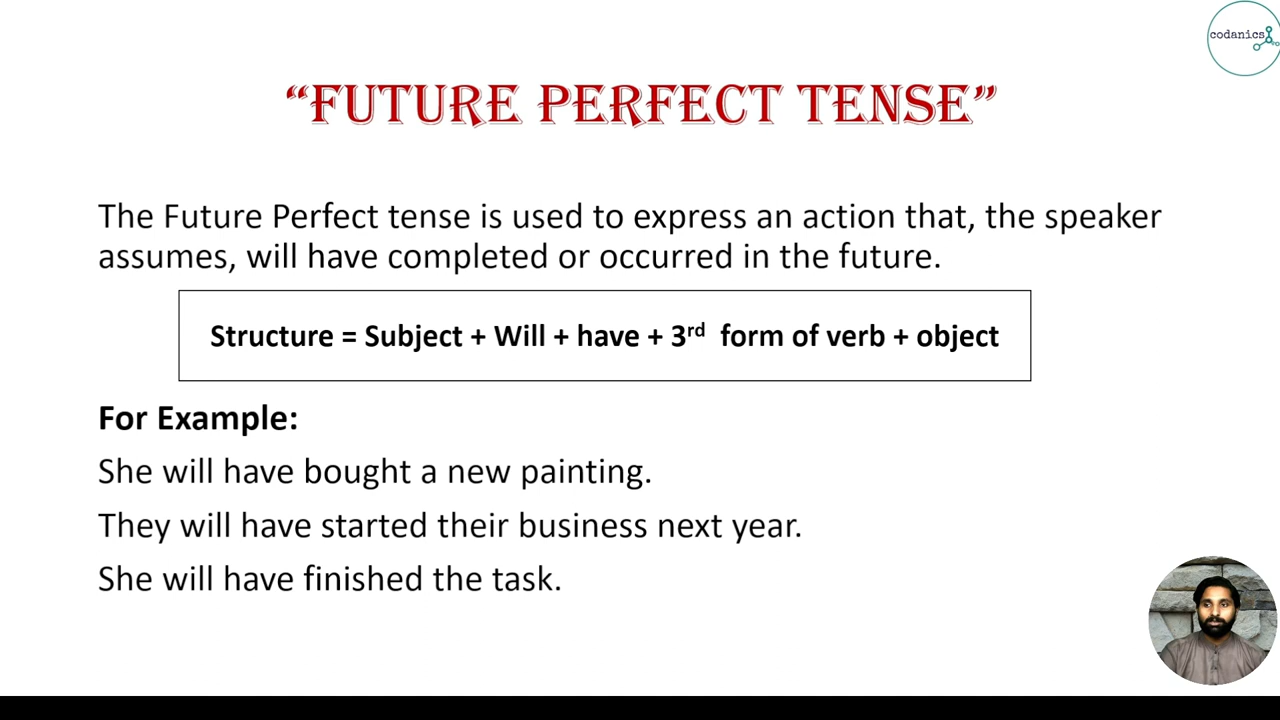 codanics
“FUTURE PERFECT TENSE”
The Future Perfect tense is used to express an action that, the speaker
assumes, will have completed or occurred in the future.
Structure = Subject + Will + have + 3rd form of verb + object
For Example:
She will have bought a new painting.
They will have started their business next year.
She will have finished the task.